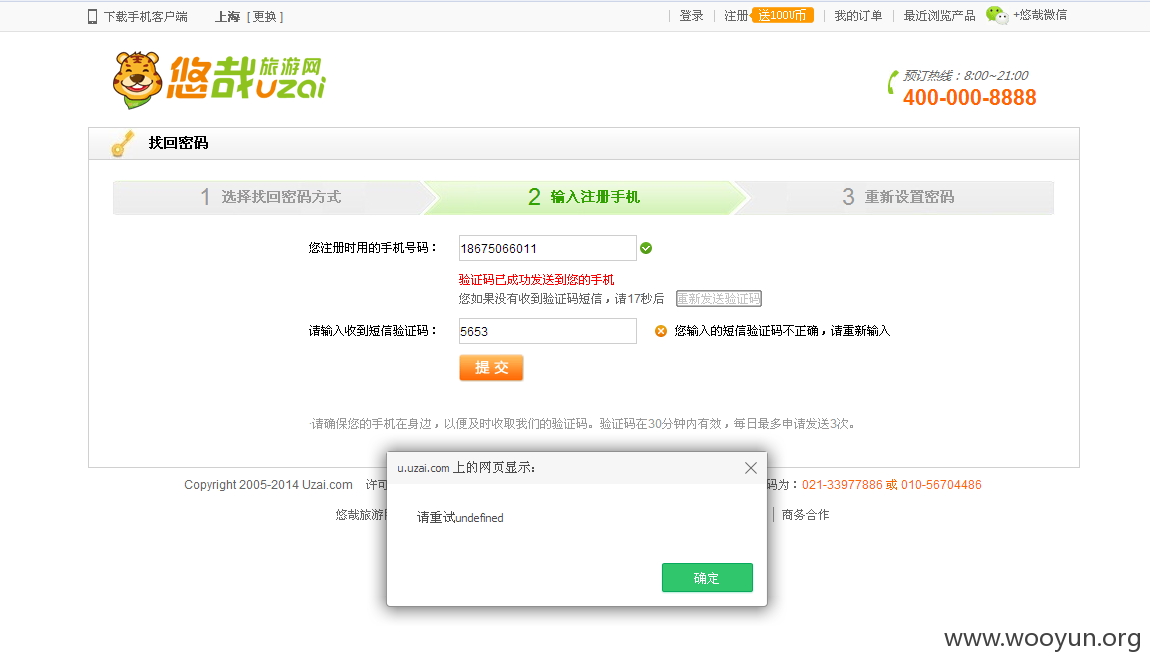 下载手机客户端 上海 [ 更换 ] 登录 注册 送100U币 我的订单 最近浏览产品 +悠哉微信
悠哉旅游网 uzai
预订热线：8:00~21:00
400-000-8888
找回密码
1 选择找回密码方式 2 输入注册手机 3 重新设置密码
您注册时用的手机号码： 18675066011
验证码已成功发送到您的手机
您如果没有收到验证码短信，请17秒后 重新发送验证码
请输入收到短信验证码： 5653 您输入的短信验证码不正确，请重新输入
提 交
·请确保您的手机在身边，以便及时收取我们的验证码。验证码在30分钟内有效，每日最多申请发送3次。
u.uzai.com 上的网页显示:
Copyright 2005-2014 Uzai.com 许可 码为：021-33977886 或 010-56704486
悠哉旅游 商务合作
请重试undefined
确定
www.wooyun.org